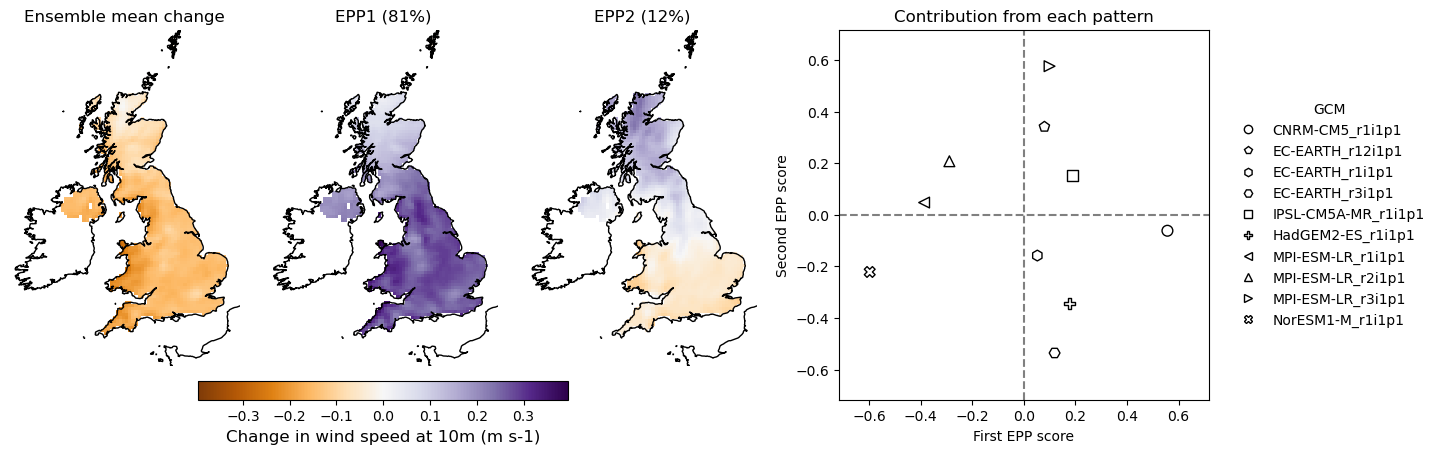 Ensemble mean change
EPP1 (81%)
EPP2 (12%)
−0.3 −0.2 −0.1 0.0 0.1 0.2 0.3
Change in wind speed at 10m (m s-1)
Contribution from each pattern
Second EPP score
0.6
0.4
0.2
0.0
−0.2
−0.4
−0.6
−0.6 −0.4 −0.2 0.0 0.2 0.4 0.6
First EPP score
GCM
CNRM-CM5_r1i1p1
EC-EARTH_r12i1p1
EC-EARTH_r1i1p1
EC-EARTH_r3i1p1
IPSL-CM5A-MR_r1i1p1
HadGEM2-ES_r1i1p1
MPI-ESM-LR_r1i1p1
MPI-ESM-LR_r2i1p1
MPI-ESM-LR_r3i1p1
NorESM1-M_r1i1p1